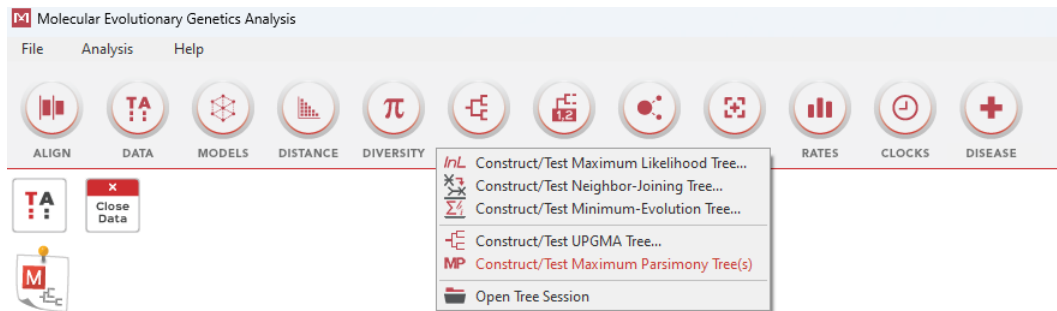 Molecular Evolutionary Genetics Analysis
File Analysis Help
TA π 1,2
ALIGN DATA MODELS DISTANCE DIVERSITY RATES CLOCKS DISEASE
lnL Construct/Test Maximum Likelihood Tree...
Construct/Test Neighbor-Joining Tree...
Construct/Test Minimum-Evolution Tree...
Construct/Test UPGMA Tree...
MP Construct/Test Maximum Parsimony Tree(s)
Open Tree Session
TA
Close
Data
M